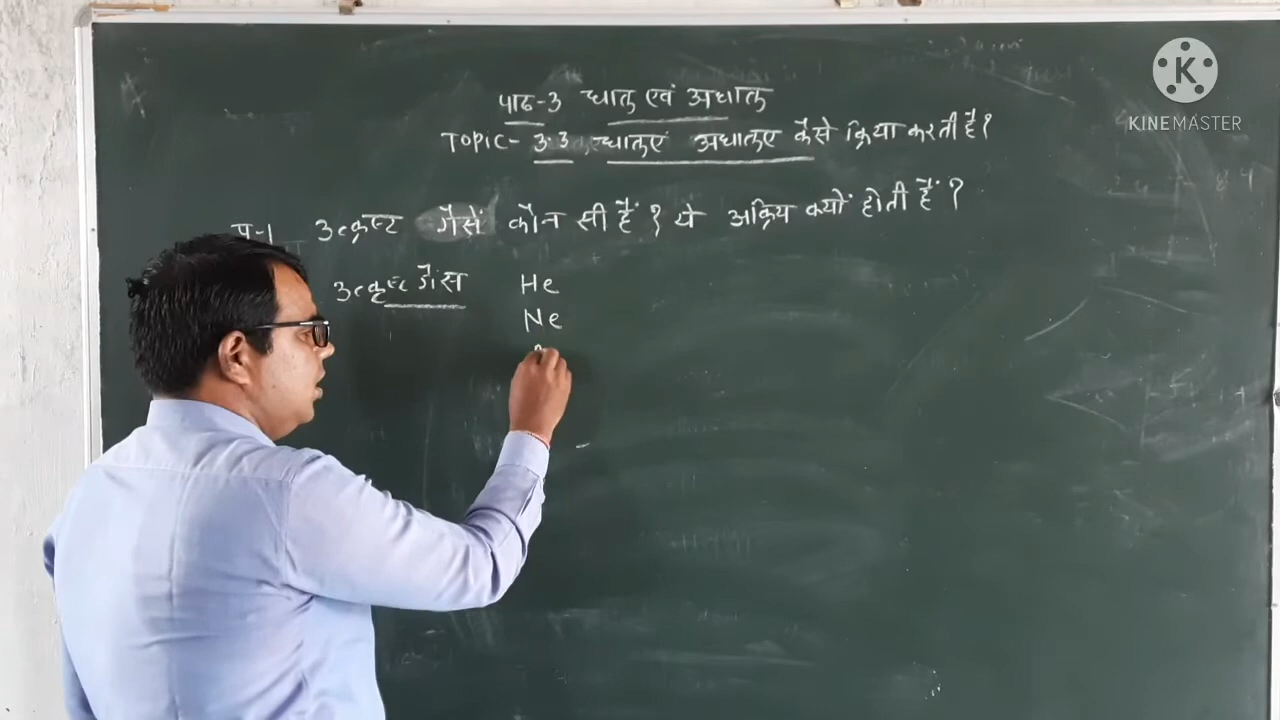 पाठ-3 धातु एवं अधातु
TOPIC- 3.3, धातुएं अधातुए कैसे क्रिया करती है?
प्र-1 उत्कृष्ट गैसें कौन सी हैं? ये अक्रिय क्यों होती हैं?
उत्कृष्ट गैस He
Ne
K
KINEMASTER